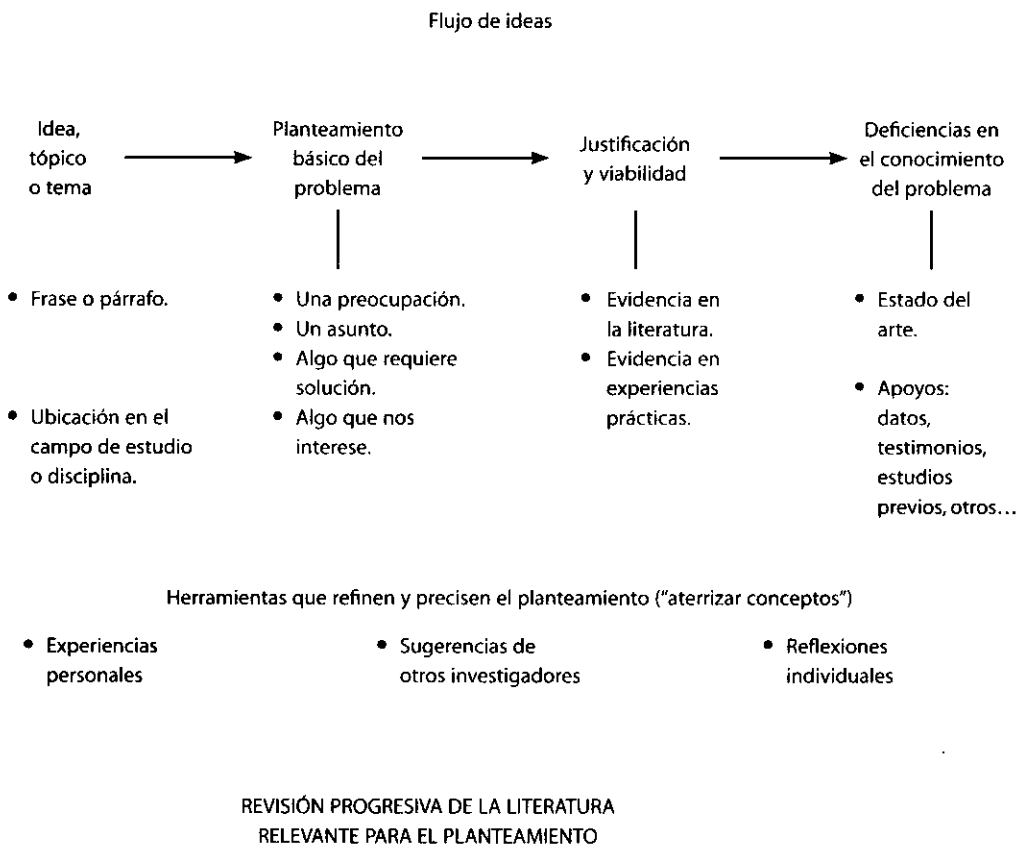 Flujo de ideas
Idea,
tópico
o tema
Planteamiento
básico del
problema
Justificación
y viabilidad
Deficiencias en
el conocimiento
del problema
• Frase o párrafo.
• Ubicación en el
campo de estudio
o disciplina.
• Una preocupación.
• Un asunto.
• Algo que requiere
solución.
• Algo que nos
interese.
• Evidencia en
la literatura.
• Evidencia en
experiencias
prácticas.
• Estado del
arte.
• Apoyos:
datos,
testimonios,
estudios
previos, otros…
Herramientas que refinen y precisen el planteamiento ("aterrizar conceptos")
• Experiencias
personales
• Sugerencias de
otros investigadores
• Reflexiones
individuales
REVISIÓN PROGRESIVA DE LA LITERATURA
RELEVANTE PARA EL PLANTEAMIENTO